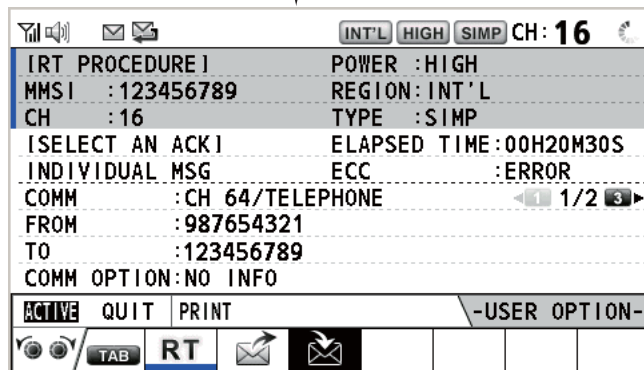 INT'L HIGH SIMP CH: 16
[RT PROCEDURE] POWER :HIGH
MMSI :123456789 REGION:INT'L
CH :16 TYPE :SIMP
[SELECT AN ACK] ELAPSED TIME:00H20M30S
INDIVIDUAL MSG ECC :ERROR
COMM :CH 64/TELEPHONE 1 1/2 3
FROM :987654321
TO :123456789
COMM OPTION:NO INFO
ACTIVE QUIT PRINT -USER OPTION-
TAB RT